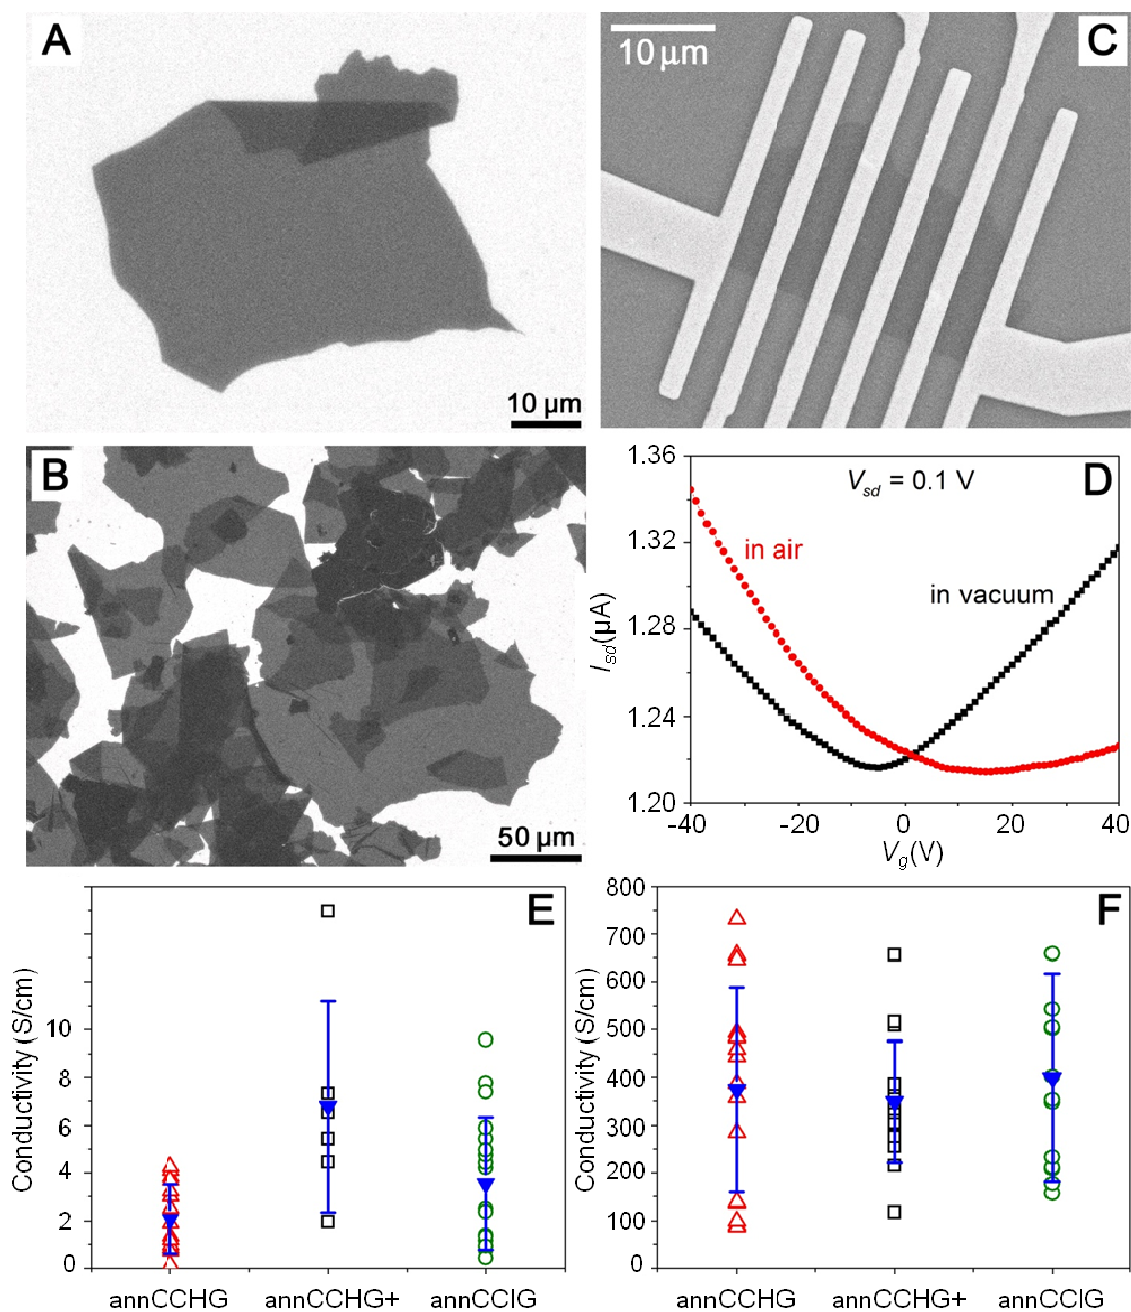 A
10 µm
C
10 µm
B
50 µm
D
V_sd = 0.1 V
in air
in vacuum
1.36
1.32
1.28
1.24
1.20
I_sd(µA)
-40
-20
0
20
40
V_g(V)
E
Conductivity (S/cm)
10
8
6
4
2
0
annCCHG
annCCHG+
annCCIG
F
Conductivity (S/cm)
800
700
600
500
400
300
200
100
0
annCCHG
annCCHG+
annCCIG